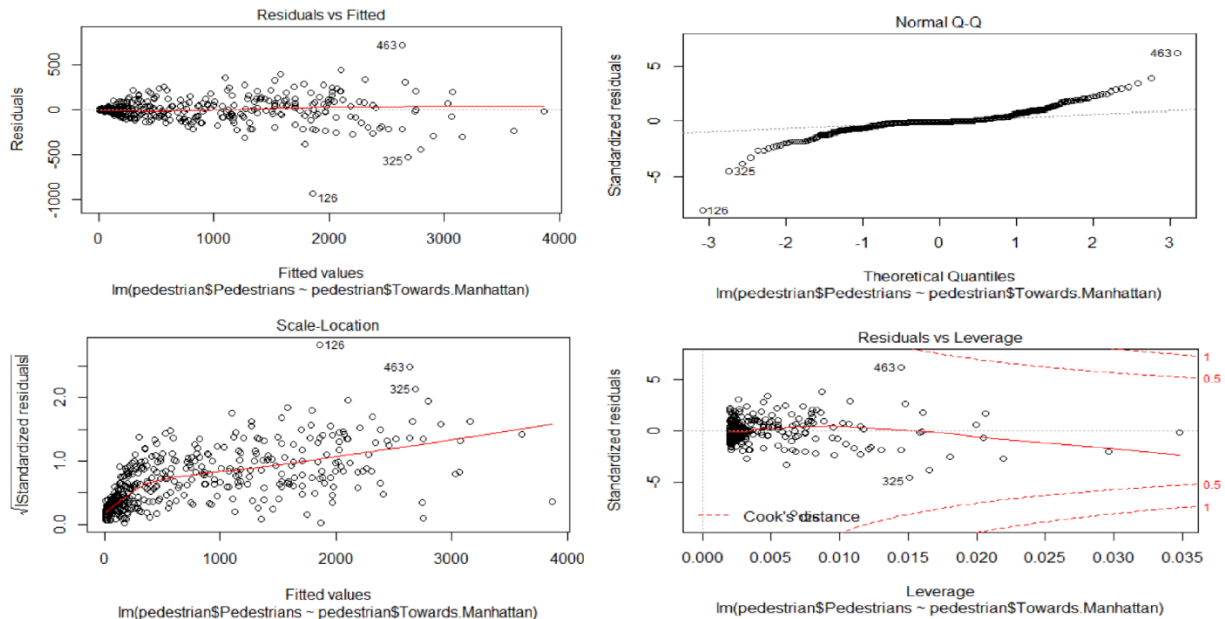 Residuals vs Fitted
Residuals
500
0
-500
-1000
463
325
126
0 1000 2000 3000 4000
Fitted values
lm(pedestrian$Pedestrians ~ pedestrian$Towards.Manhattan)
Normal Q-Q
Standardized residuals
5
0
-5
463
325
126
-3 -2 -1 0 1 2 3
Theoretical Quantiles
lm(pedestrian$Pedestrians ~ pedestrian$Towards.Manhattan)
Scale-Location
√|Standardized residuals|
2.0
1.0
0.0
126
463
325
0 1000 2000 3000 4000
Fitted values
lm(pedestrian$Pedestrians ~ pedestrian$Towards.Manhattan)
Residuals vs Leverage
Standardized residuals
5
0
-5
463
325
1
0.5
0.5
1
Cook's distance
0.000 0.005 0.010 0.015 0.020 0.025 0.030 0.035
Leverage
lm(pedestrian$Pedestrians ~ pedestrian$Towards.Manhattan)